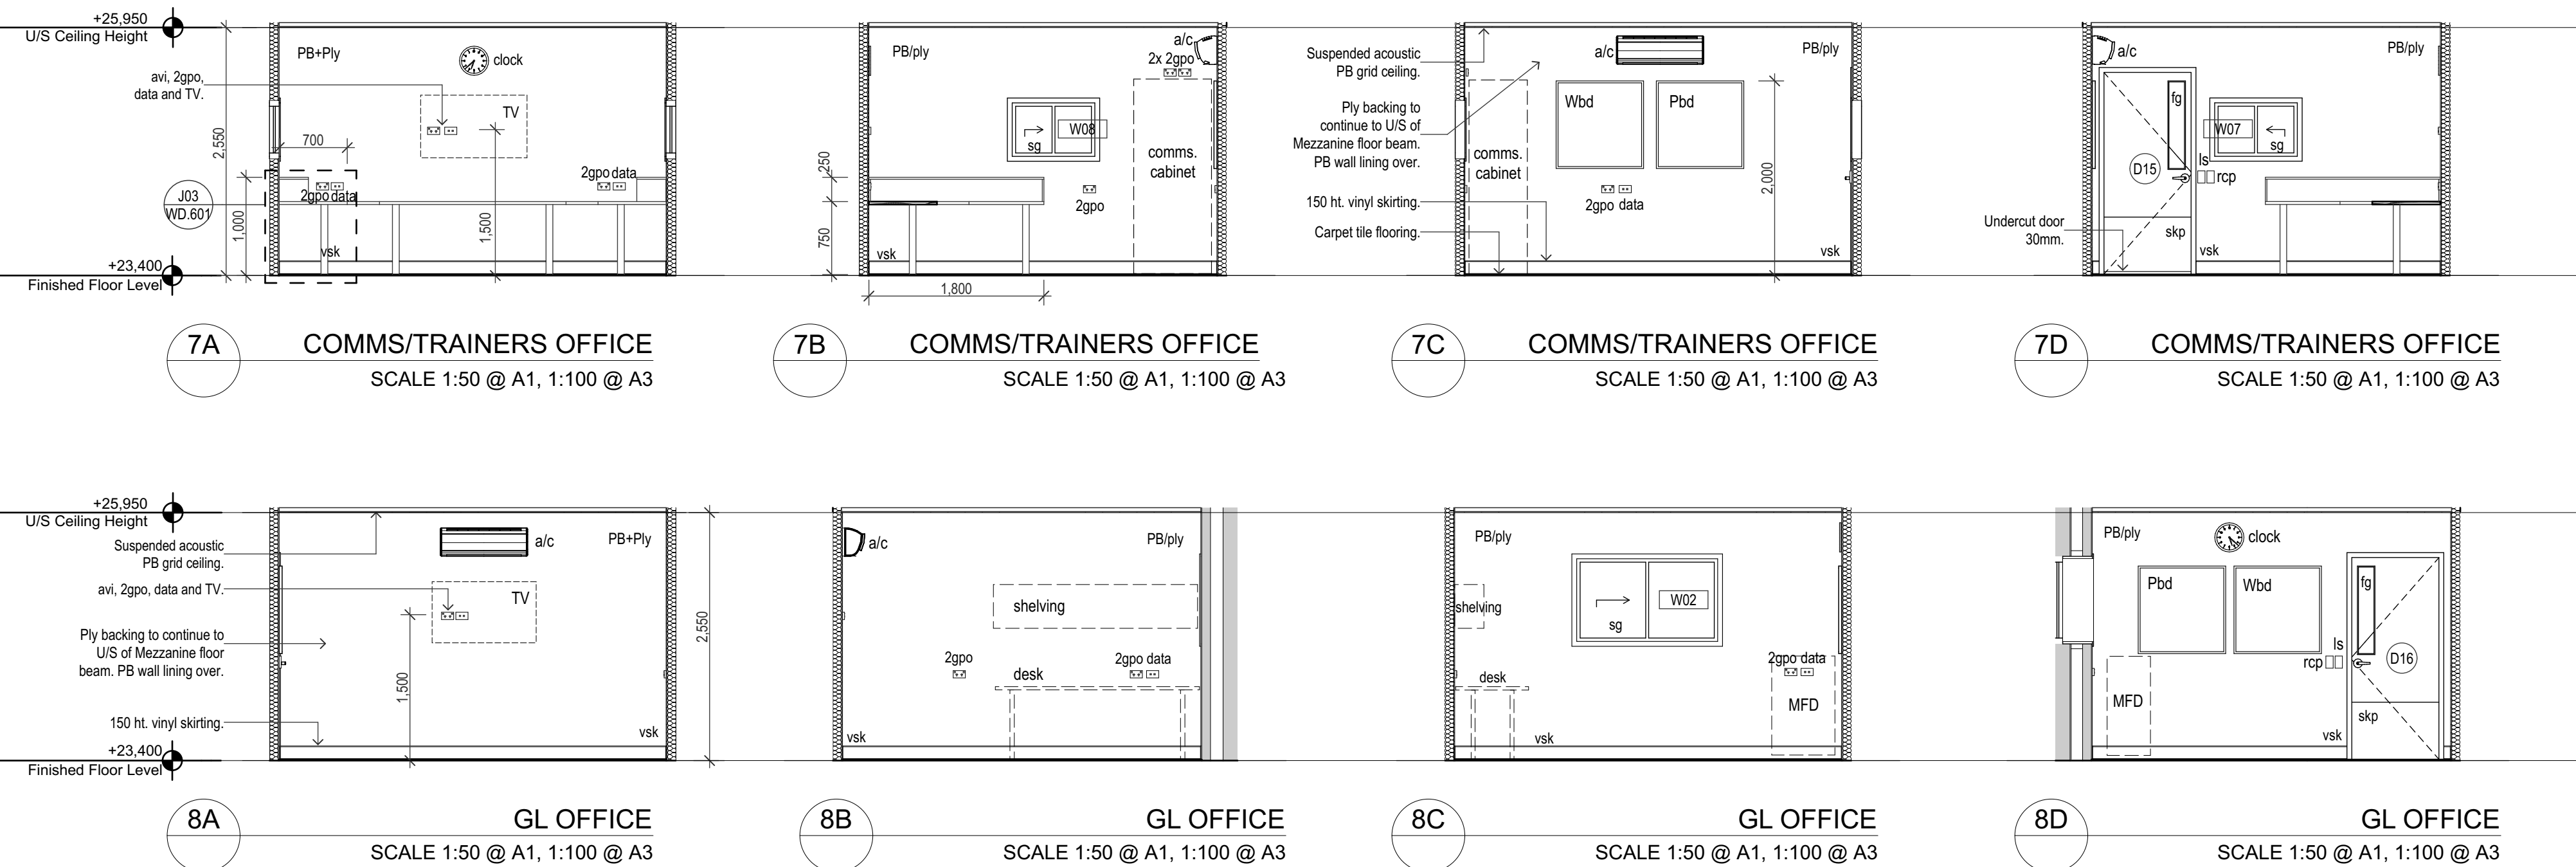 +25,950
U/S Ceiling Height
2,550
PB+Ply
clock
avi, 2gpo,
data and TV.
TV
700
2gpo data
2gpo data
J03
WD.601
1,000
1,500
vsk
+23,400
Finished Floor Level
7A
COMMS/TRAINERS OFFICE
SCALE 1:50 @ A1, 1:100 @ A3
PB/ply
a/c
2x 2gpo
W08
sg
comms.
cabinet
250
2gpo
750
vsk
1,800
7B
COMMS/TRAINERS OFFICE
SCALE 1:50 @ A1, 1:100 @ A3
Suspended acoustic
PB grid ceiling.
a/c
PB/ply
Wbd
Pbd
Ply backing to
continue to U/S of
Mezzanine floor beam.
PB wall lining over.
comms.
cabinet
2,000
150 ht. vinyl skirting.
2gpo data
Carpet tile flooring.
vsk
7C
COMMS/TRAINERS OFFICE
SCALE 1:50 @ A1, 1:100 @ A3
a/c
PB/ply
fg
W07
sg
ls
D15
rcp
Undercut door
30mm.
skp
vsk
7D
COMMS/TRAINERS OFFICE
SCALE 1:50 @ A1, 1:100 @ A3
+25,950
U/S Ceiling Height
Suspended acoustic
PB grid ceiling.
a/c
PB+Ply
avi, 2gpo, data and TV.
TV
Ply backing to continue to
U/S of Mezzanine floor
beam. PB wall lining over.
2,550
1,500
150 ht. vinyl skirting.
vsk
+23,400
Finished Floor Level
8A
GL OFFICE
SCALE 1:50 @ A1, 1:100 @ A3
a/c
PB/ply
shelving
2gpo
2gpo data
desk
vsk
8B
GL OFFICE
SCALE 1:50 @ A1, 1:100 @ A3
PB/ply
shelving
W02
sg
2gpo data
desk
MFD
vsk
8C
GL OFFICE
SCALE 1:50 @ A1, 1:100 @ A3
PB/ply
clock
Pbd
Wbd
fg
ls
rcp
D16
MFD
skp
vsk
8D
GL OFFICE
SCALE 1:50 @ A1, 1:100 @ A3